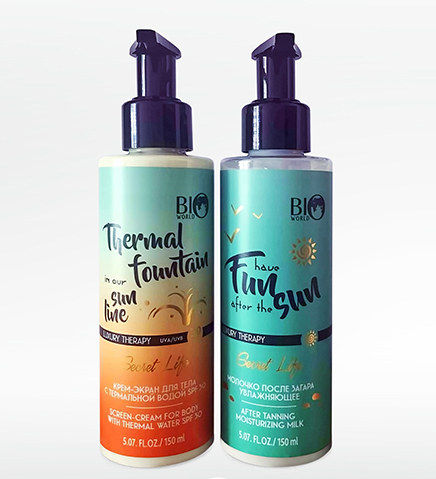 BIO
WORLD
Thermal
fountain
in our
sun
line
LUXURY THERAPY UVA/UVB
Secret Life
КРЕМ-ЭКРАН ДЛЯ ТЕЛА
С ТЕРМАЛЬНОЙ ВОДОЙ SPF 30
SCREEN-CREAM FOR BODY
WITH THERMAL WATER SPF 30
5.07. FL.OZ./ 150 ml
BIO
WORLD
have
Fun
after the
sun
LUXURY THERAPY
Secret Life
МОЛОЧКО ПОСЛЕ ЗАГАРА
УВЛАЖНЯЮЩЕЕ
AFTER TANNING
MOISTURIZING MILK
5.07. FL.OZ./ 150 ml